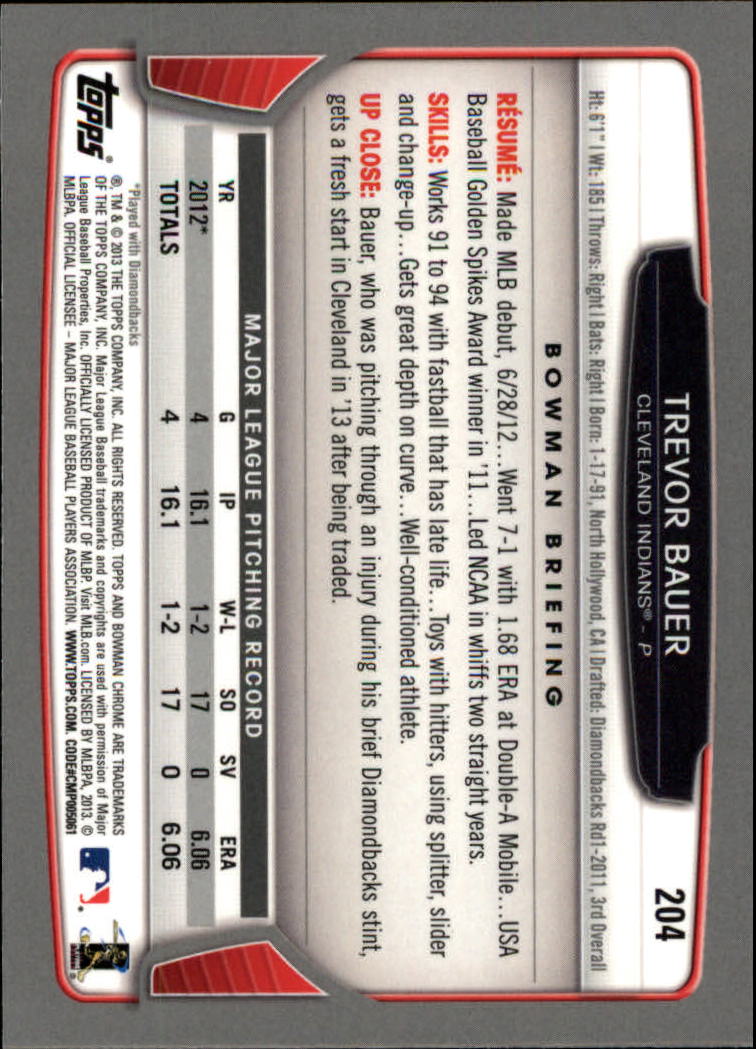 204
TREVOR BAUER
CLEVELAND INDIANS® - P
Ht: 6'1" | Wt: 185 | Throws: Right | Bats: Right | Born: 1-17-91, North Hollywood, CA | Drafted: Diamondbacks Rd1-2011, 3rd Overall
BOWMAN BRIEFING
RÉSUMÉ: Made MLB debut, 6/28/12...Went 7-1 with 1.68 ERA at Double-A Mobile...USA
Baseball Golden Spikes Award winner in '11...Led NCAA in whiffs two straight years.
SKILLS: Works 91 to 94 with fastball that has late life...Toys with hitters, using splitter, slider
and change-up...Gets great depth on curve...Well-conditioned athlete.
UP CLOSE: Bauer, who was pitching through an injury during his brief Diamondbacks stint,
gets a fresh start in Cleveland in '13 after being traded.
MAJOR LEAGUE PITCHING RECORD
YR G IP W-L SO SV ERA
2012* 4 16.1 1-2 17 0 6.06
TOTALS 4 16.1 1-2 17 0 6.06
*Played with Diamondbacks
®, TM & © 2013 THE TOPPS COMPANY, INC. ALL RIGHTS RESERVED. TOPPS AND BOWMAN CHROME ARE TRADEMARKS
OF THE TOPPS COMPANY, INC. Major League Baseball trademarks and copyrights are used with permission of Major
League Baseball Properties, Inc. OFFICIALLY LICENSED PRODUCT OF MLBP. Visit MLB.com. LICENSED BY MLBPA, 2013. ©
MLBPA. OFFICIAL LICENSEE – MAJOR LEAGUE BASEBALL PLAYERS ASSOCIATION. WWW.TOPPS.COM. CODE#CMP005061
topps®